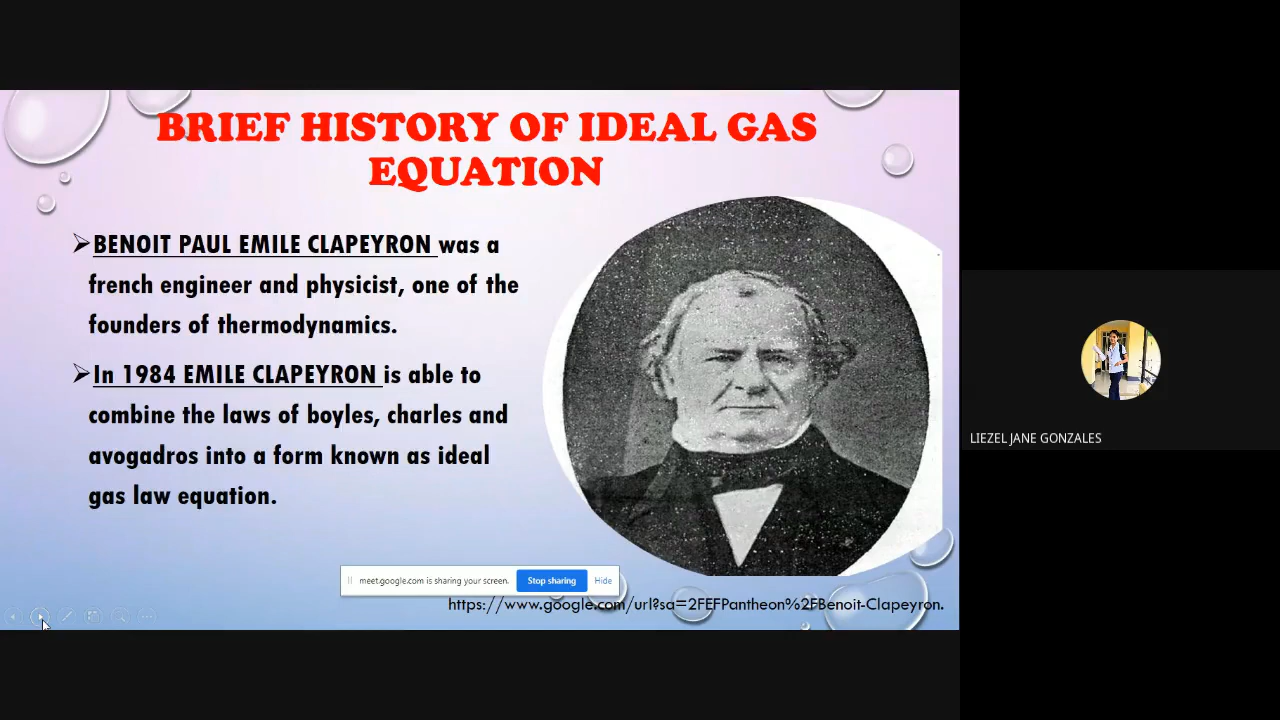 BRIEF HISTORY OF IDEAL GAS
EQUATION
BENOIT PAUL EMILE CLAPEYRON was a
french engineer and physicist, one of the
founders of thermodynamics.
In 1984 EMILE CLAPEYRON is able to
combine the laws of boyles, charles and
avogadros into a form known as ideal
gas law equation.
meet.google.com is sharing your screen. Stop sharing Hide
https://www.google.com/url?sa=2FEFPantheon%2FBenoit-Clapeyron.
LIEZEL JANE GONZALES